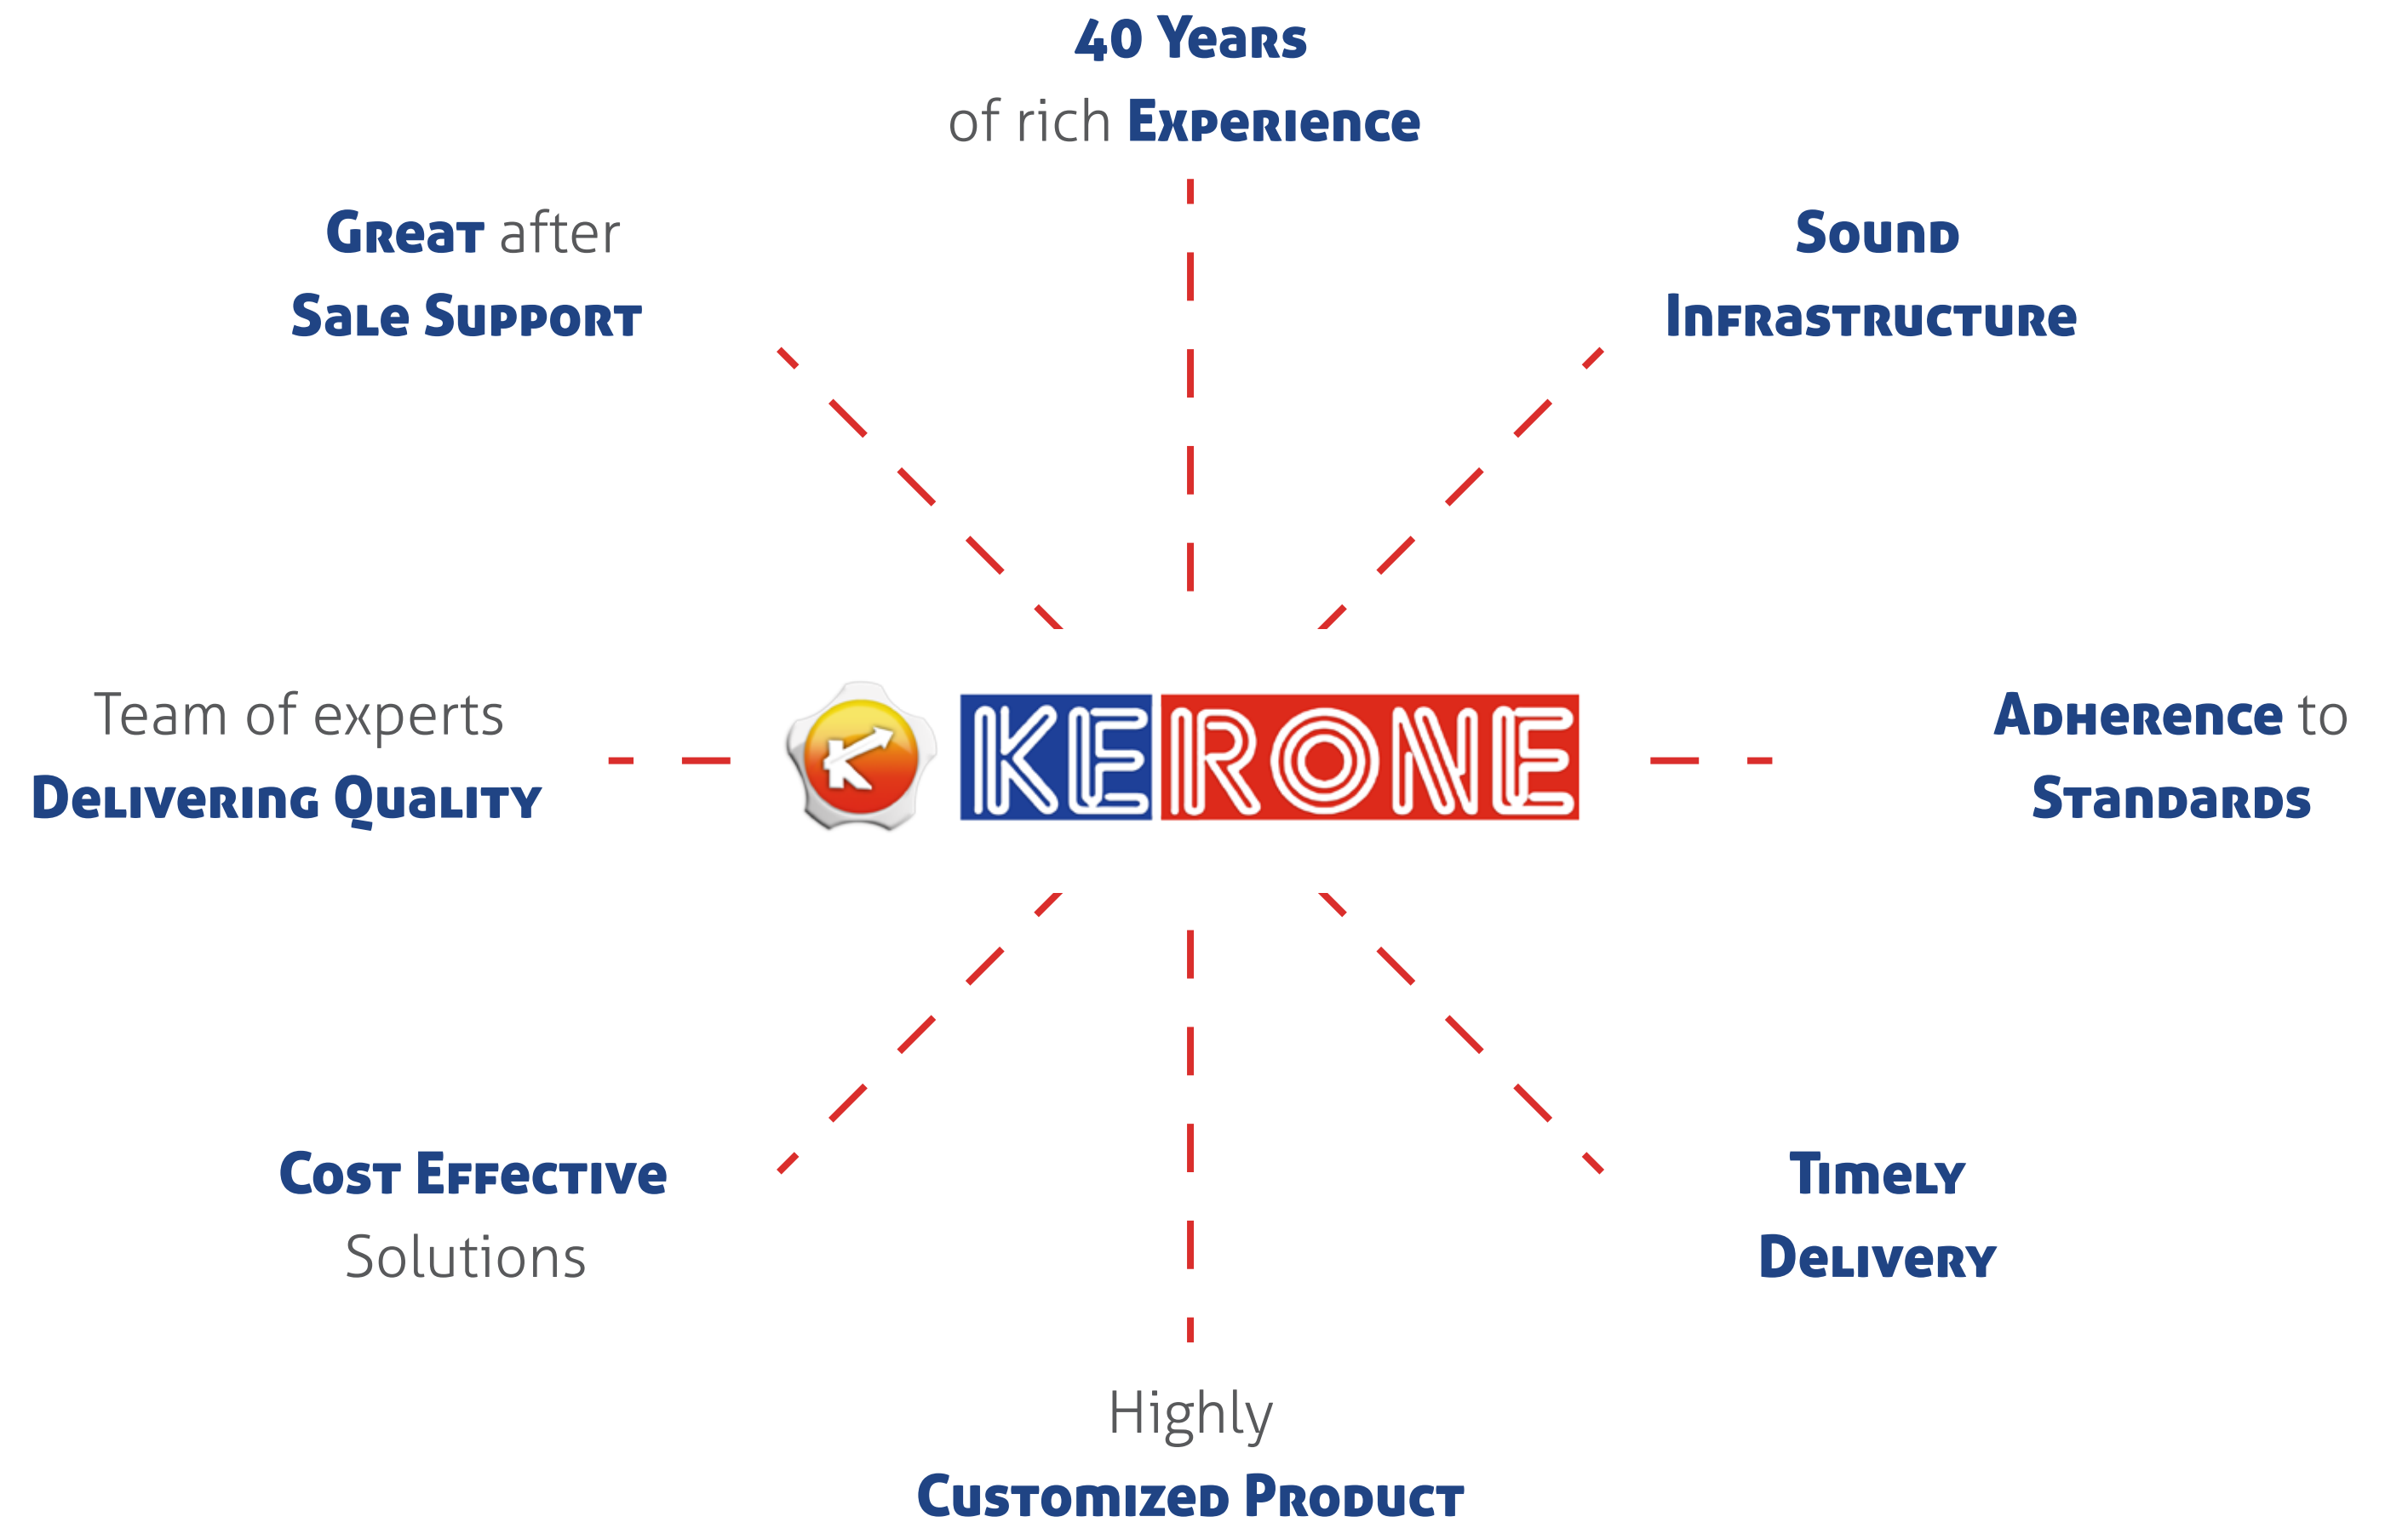 40 Years
of rich Experience
Great after
Sale Support
Sound
Infrastructure
Team of experts
Delivering Quality
K KERONE
Adherence to
Standards
Cost Effective
Solutions
Timely
Delivery
Highly
Customized Product